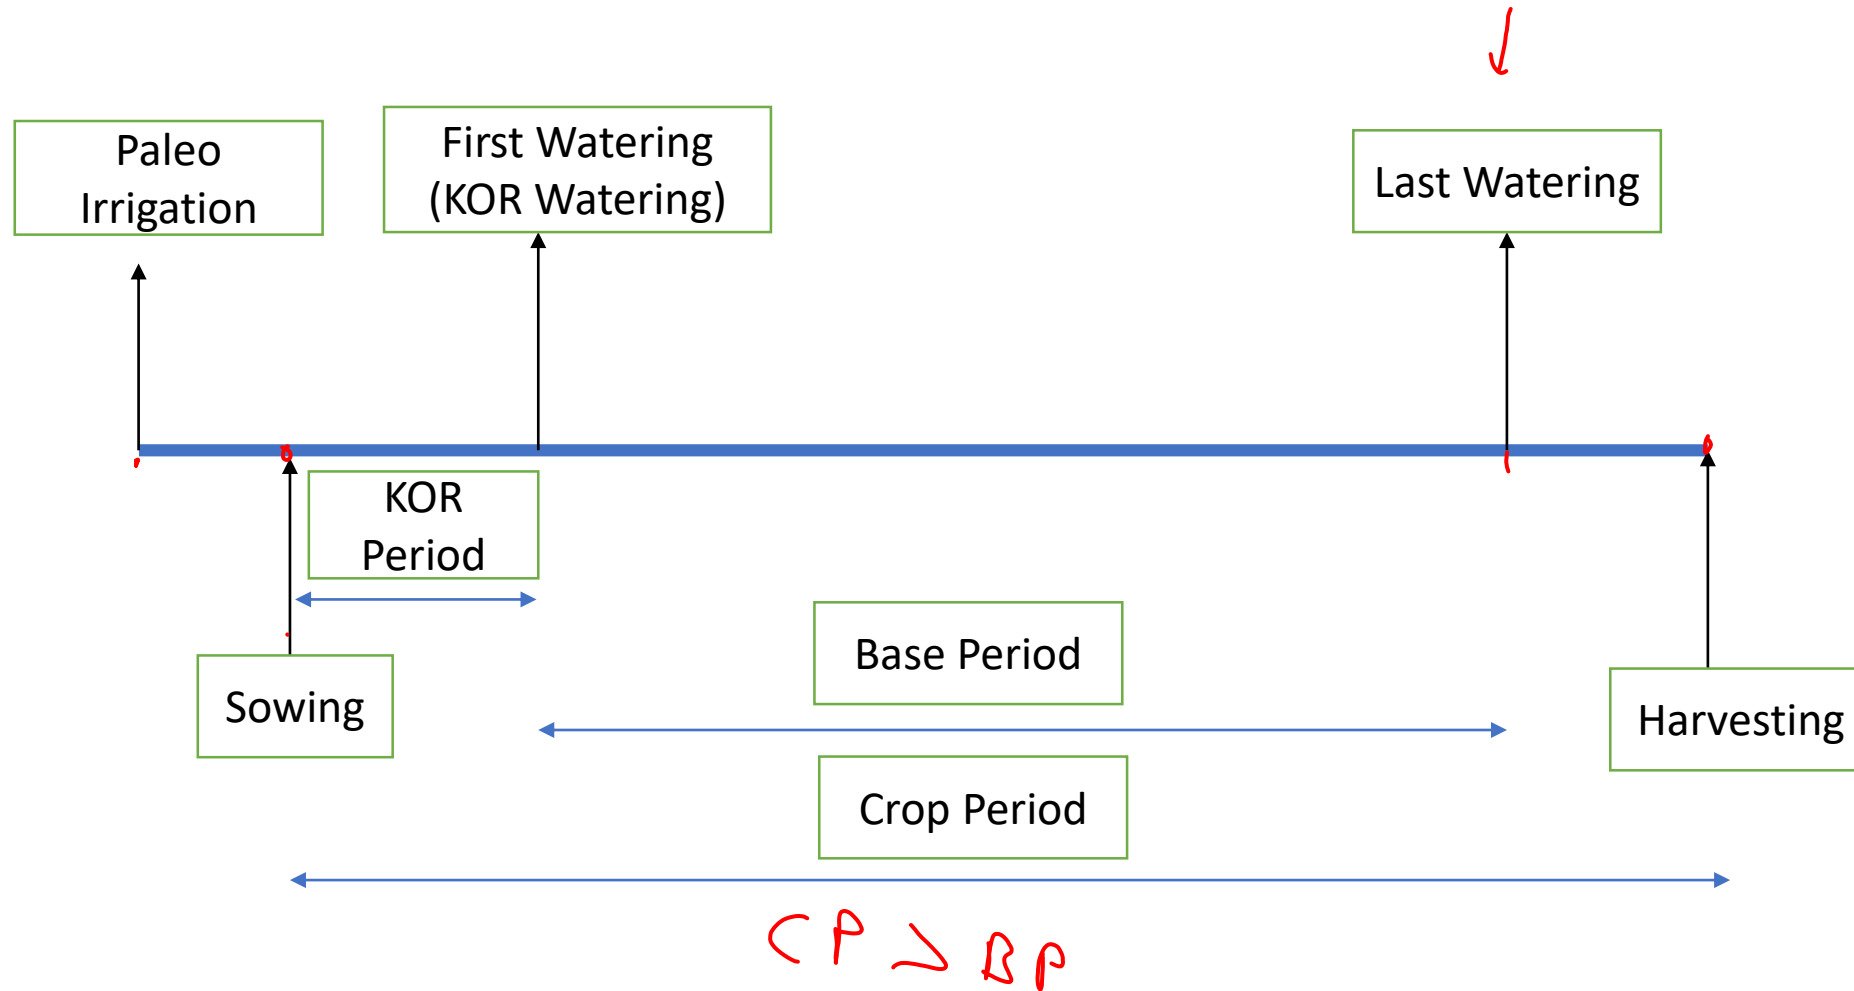 Paleo
Irrigation
First Watering
(KOR Watering)
Last Watering
KOR
Period
Sowing
Base Period
Harvesting
Crop Period
CP > BP